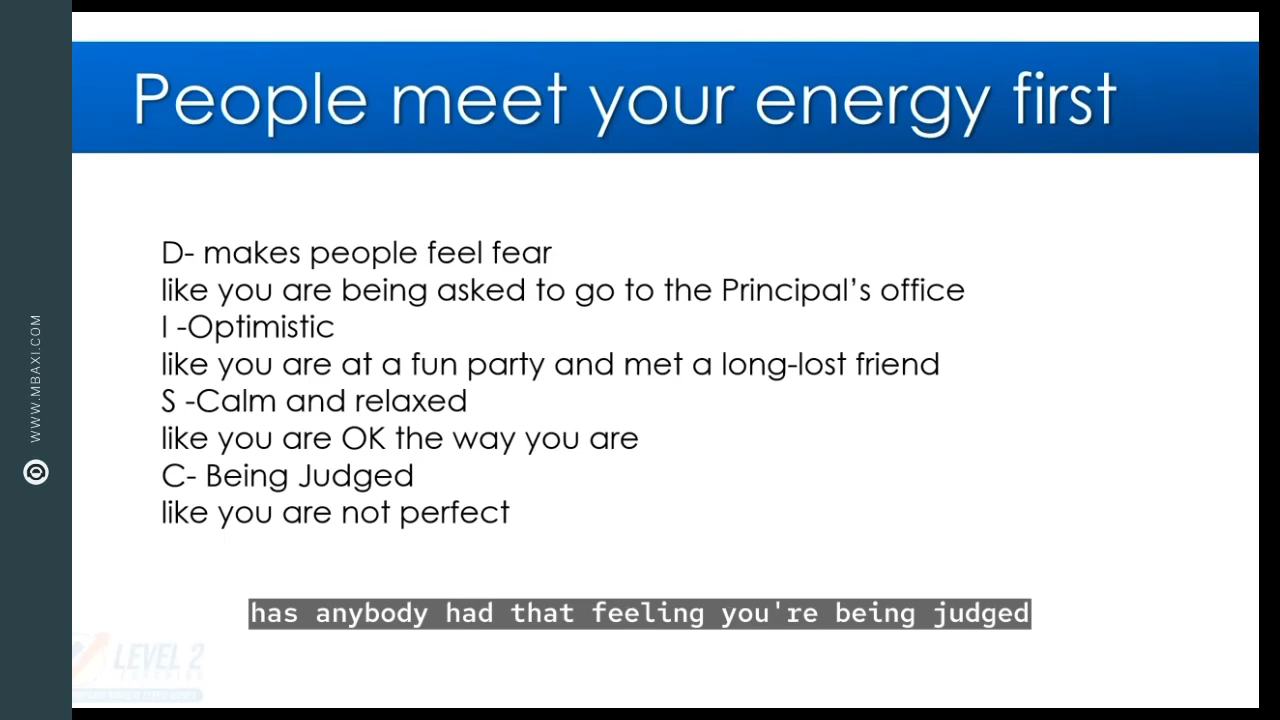 People meet your energy first
D- makes people feel fear
like you are being asked to go to the Principal's office
I -Optimistic
like you are at a fun party and met a long-lost friend
S -Calm and relaxed
like you are OK the way you are
C- Being Judged
like you are not perfect
has anybody had that feeling you're being judged
WWW.MBAXI.COM
LEVEL 2